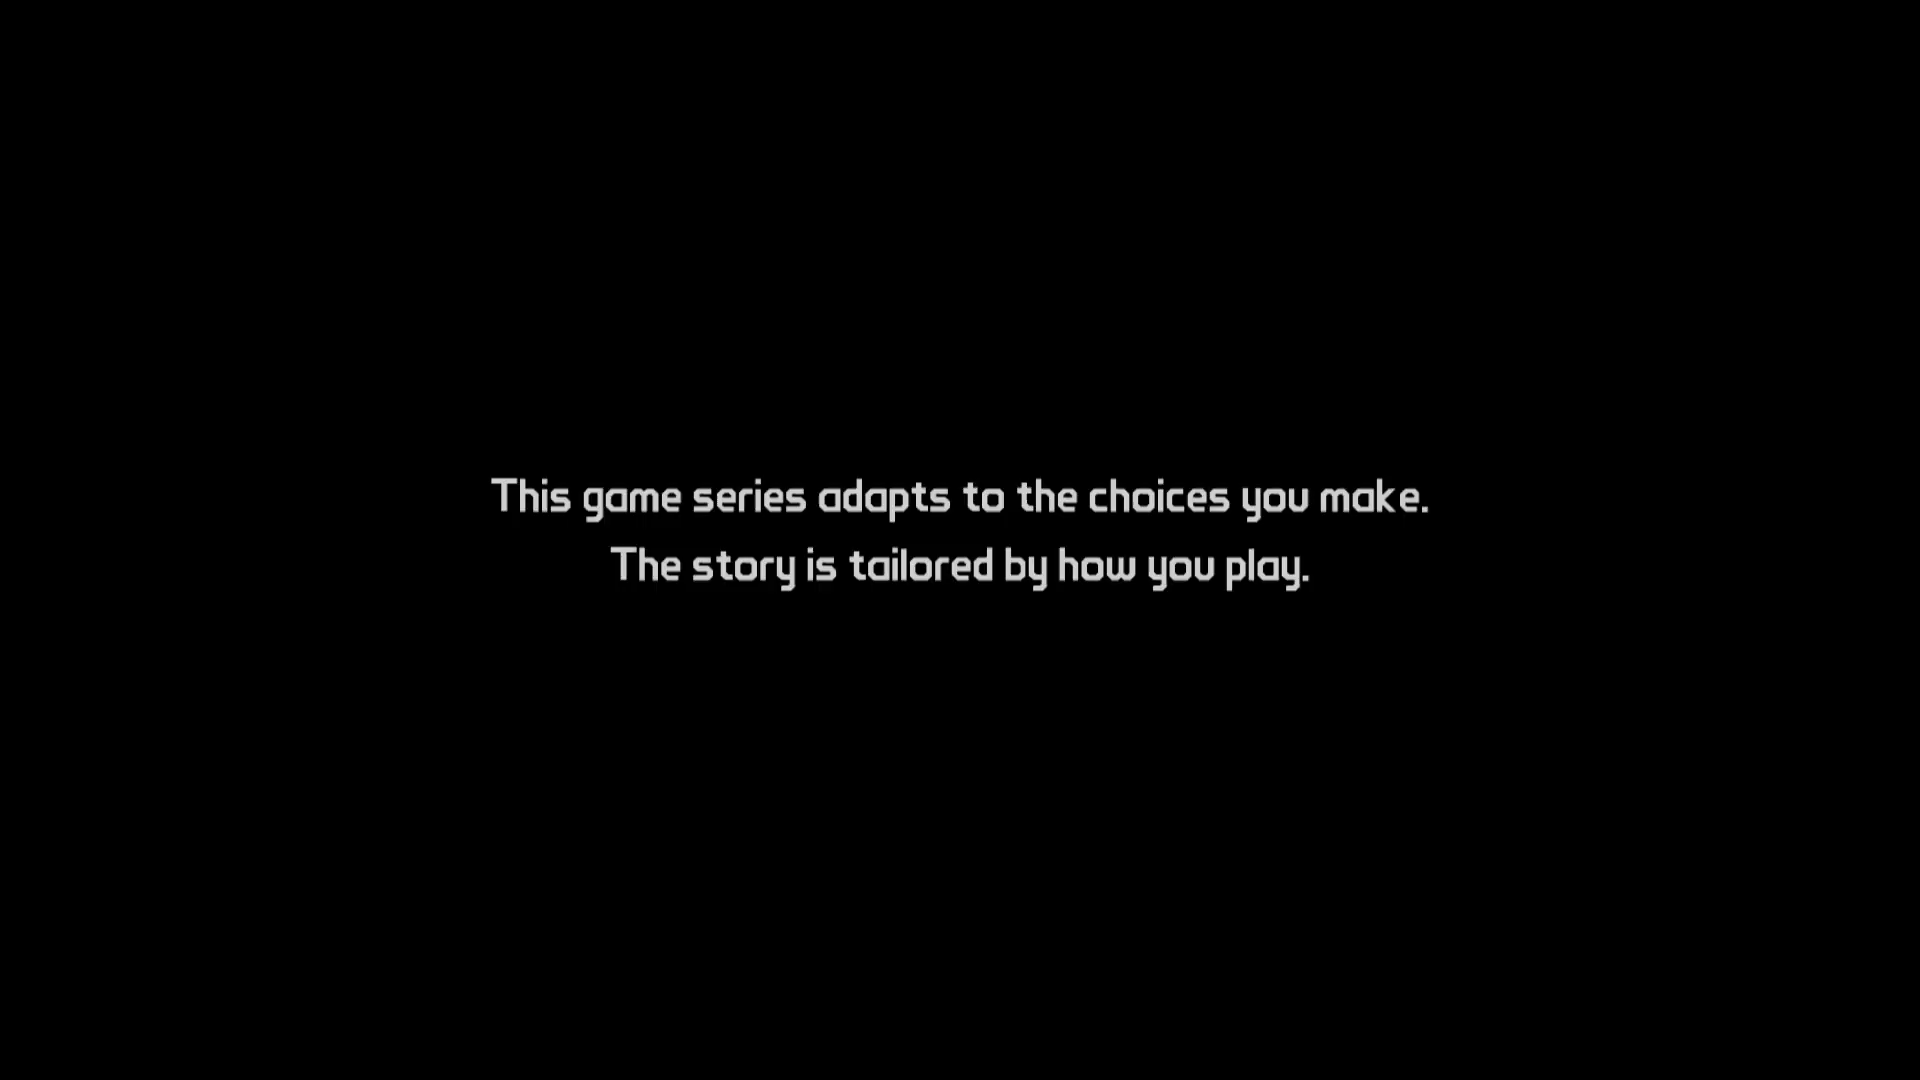 This game series adapts to the choices you make.
The story is tailored by how you play.